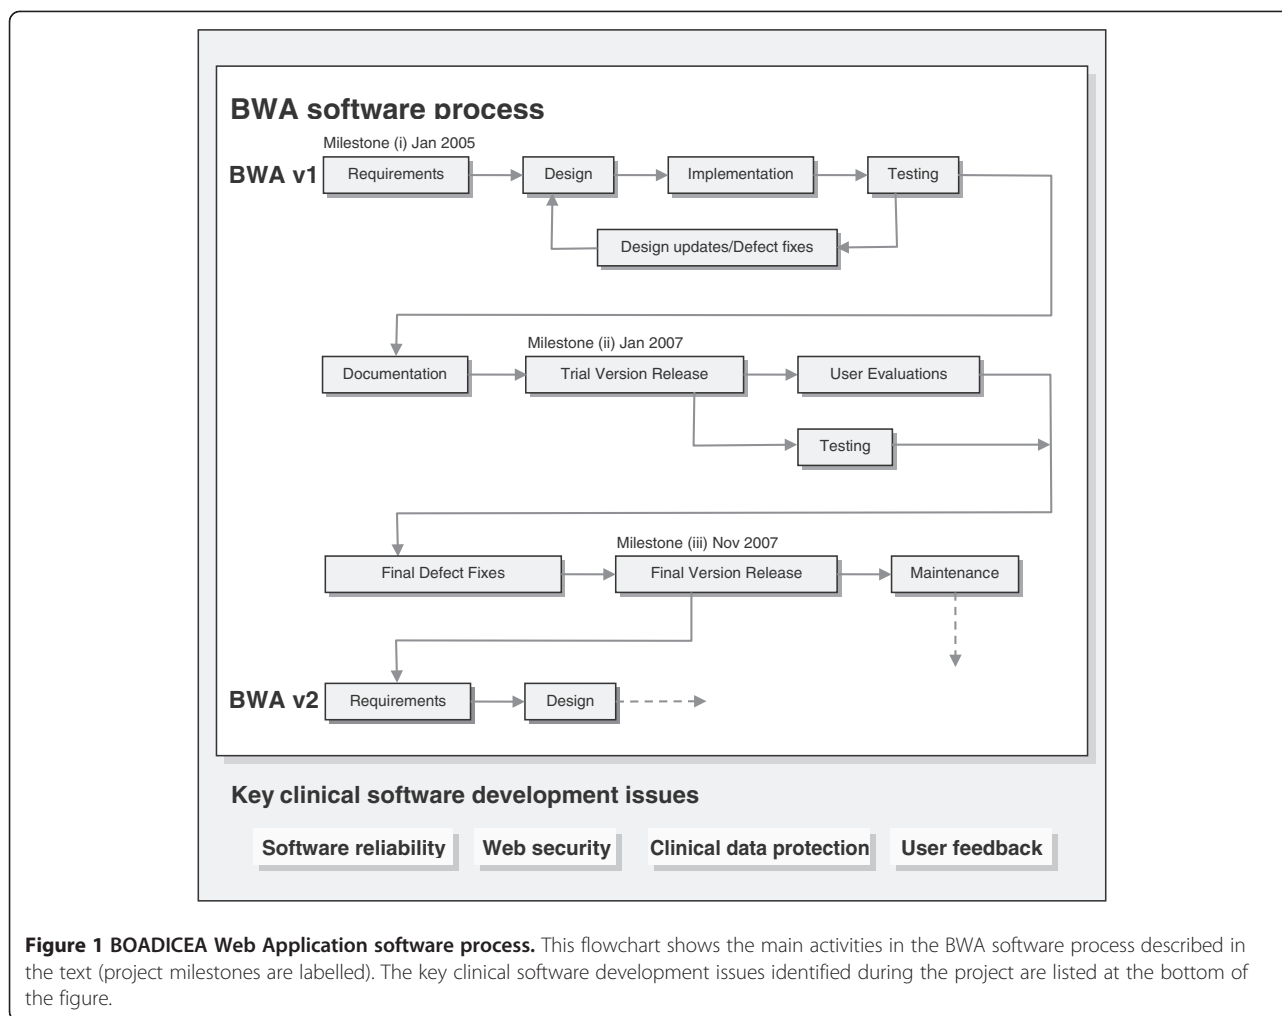 BWA software process
Milestone (i) Jan 2005
BWA v1
Requirements
Design
Implementation
Testing
Design updates/Defect fixes
Milestone (ii) Jan 2007
Documentation
Trial Version Release
User Evaluations
Testing
Milestone (iii) Nov 2007
Final Defect Fixes
Final Version Release
Maintenance
BWA v2
Requirements
Design
Key clinical software development issues
Software reliability
Web security
Clinical data protection
User feedback
Figure 1 BOADICEA Web Application software process. This flowchart shows the main activities in the BWA software process described in
the text (project milestones are labelled). The key clinical software development issues identified during the project are listed at the bottom of
the figure.